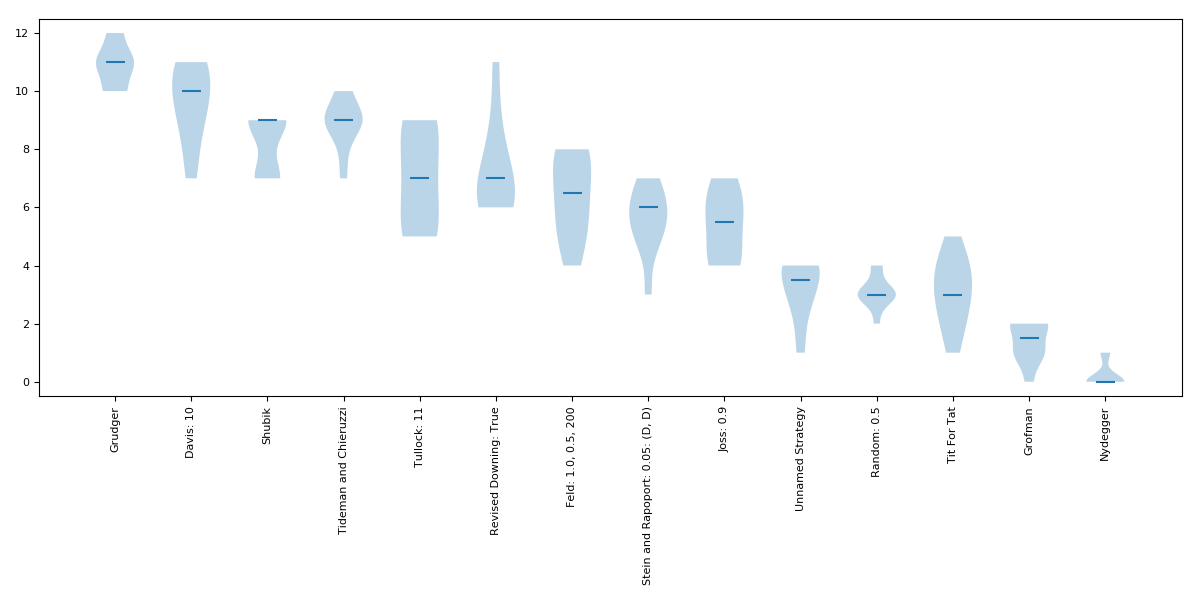 12
10
8
6
4
2
0
Grudger
Davis: 10
Shubik
Tideman and Chieruzzi
Tullock: 11
Revised Downing: True
Feld: 1.0, 0.5, 200
Stein and Rapoport: 0.05: (D, D)
Joss: 0.9
Unnamed Strategy
Random: 0.5
Tit For Tat
Grofman
Nydegger